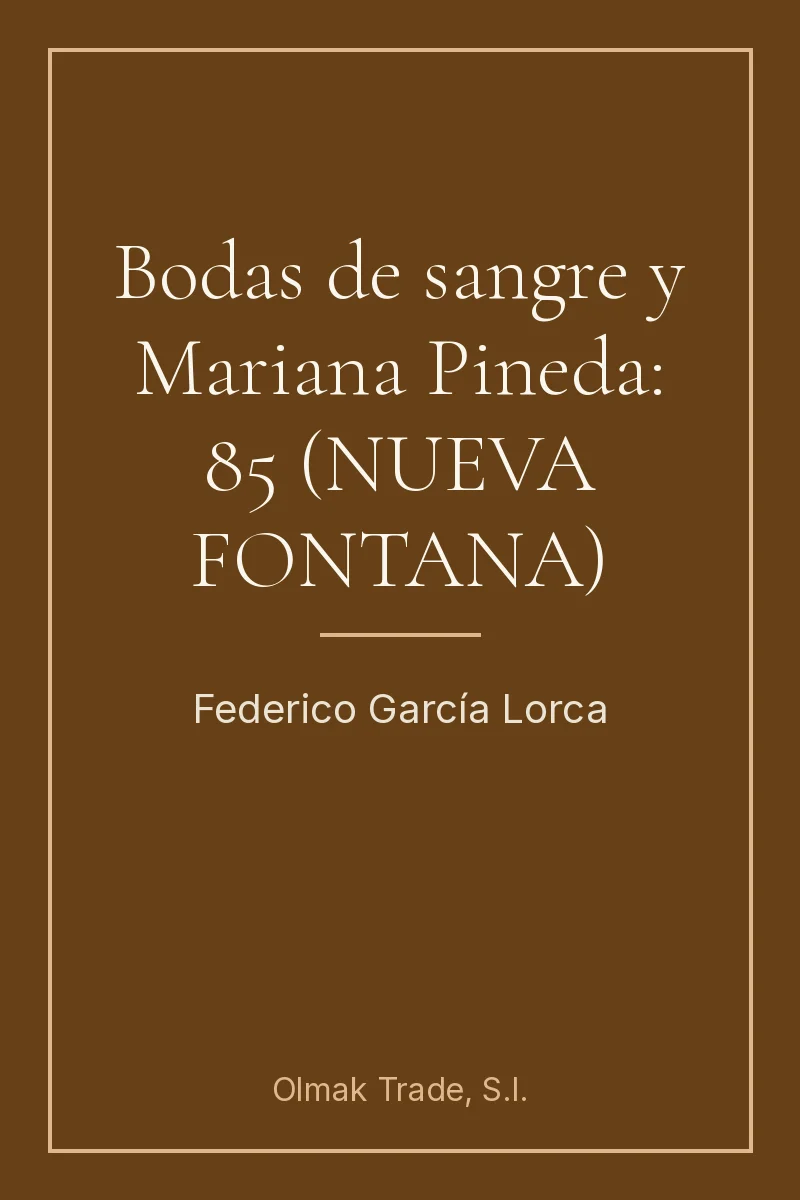 Bodas de sangre y
Mariana Pineda:
85 (NUEVA
FONTANA)
Federico García Lorca
Olmak Trade, S.l.